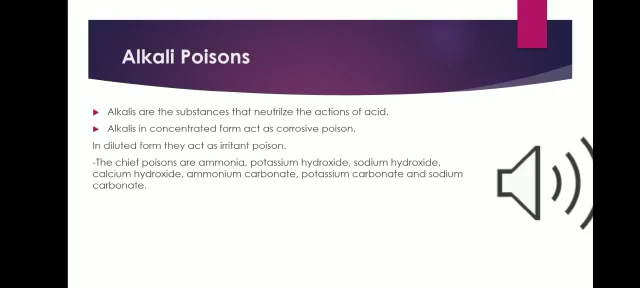 Alkali Poisons
Alkalis are the substances that neutrilze the actions of acid.
Alkalis in concentrated form act as corrosive poison.
In diluted form they act as irritant poison.
-The chief poisons are ammonia, potassium hydroxide, sodium hydroxide,
calcium hydroxide, ammonium carbonate, potassium carbonate and sodium
carbonate.